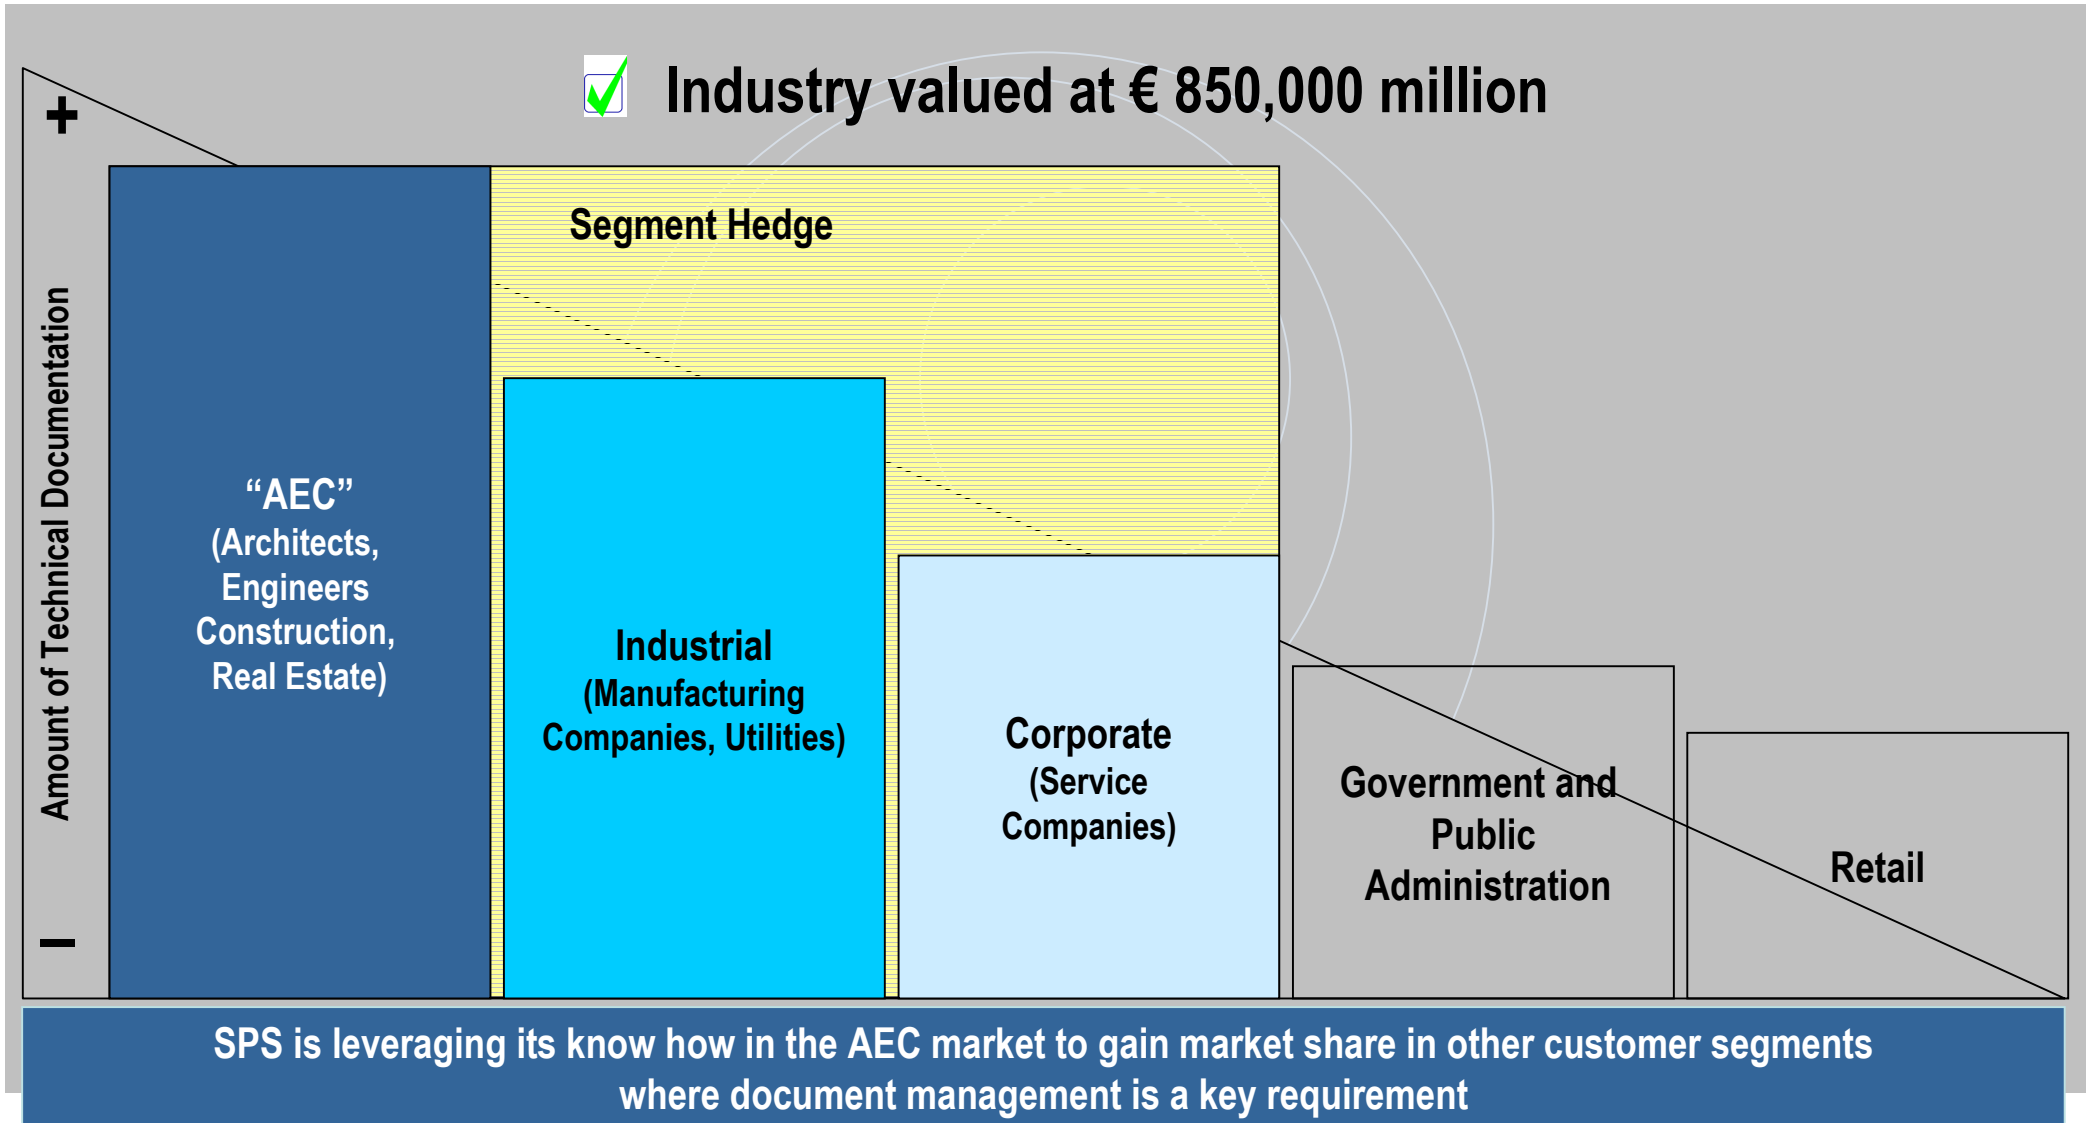 Industry valued at € 850,000 million
+
Amount of Technical Documentation
–
Segment Hedge
“AEC”
(Architects,
Engineers
Construction,
Real Estate)
Industrial
(Manufacturing
Companies, Utilities)
Corporate
(Service
Companies)
Government and
Public
Administration
Retail
SPS is leveraging its know how in the AEC market to gain market share in other customer segments
where document management is a key requirement